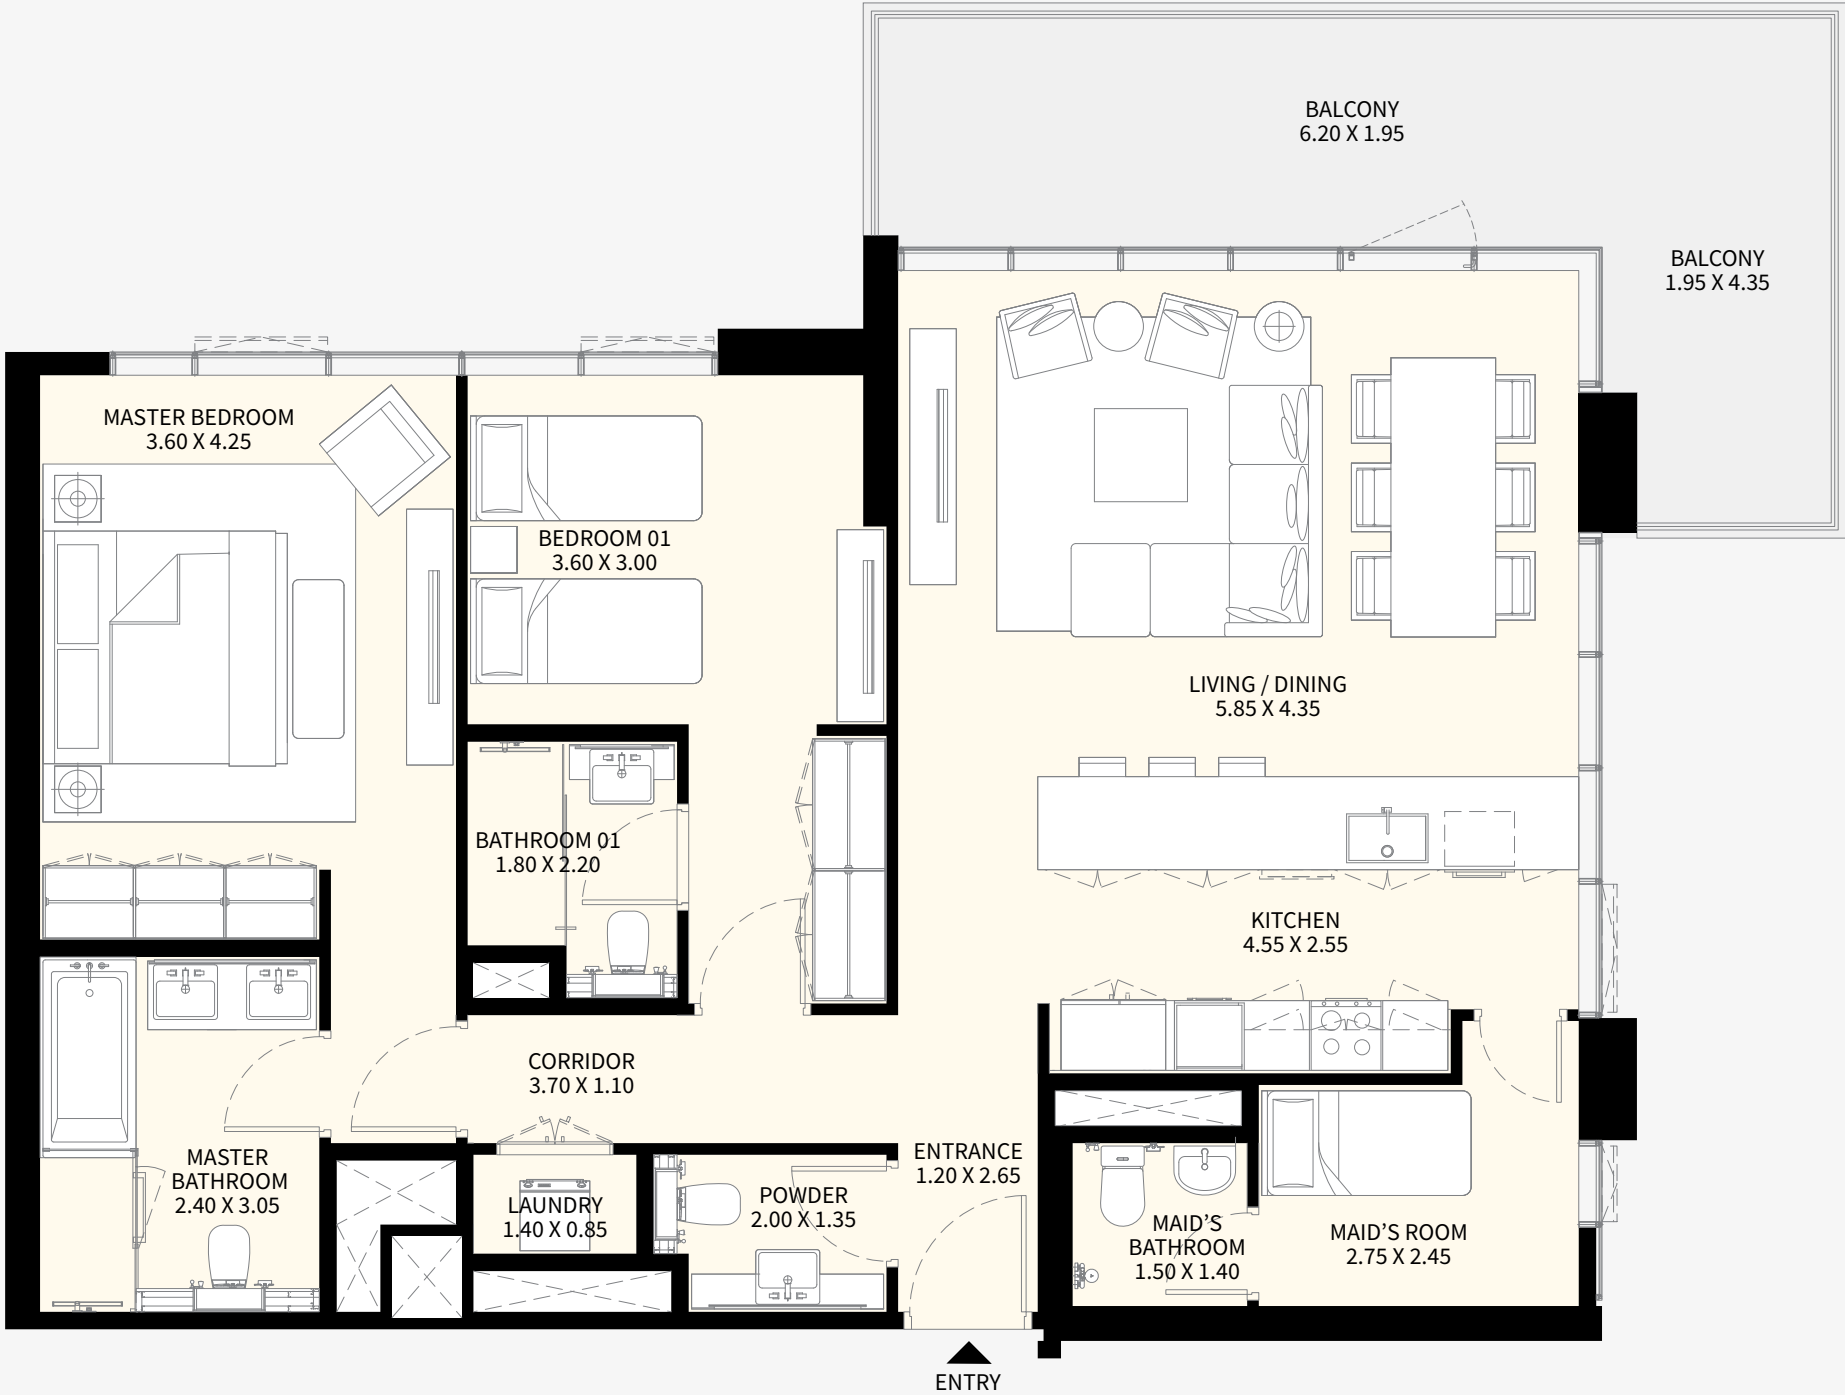 BALCONY
6.20 X 1.95
BALCONY
1.95 X 4.35
MASTER BEDROOM
3.60 X 4.25
BEDROOM 01
3.60 X 3.00
LIVING / DINING
5.85 X 4.35
BATHROOM 01
1.80 X 2.20
KITCHEN
4.55 X 2.55
CORRIDOR
3.70 X 1.10
MASTER
BATHROOM
2.40 X 3.05
LAUNDRY
1.40 X 0.85
POWDER
2.00 X 1.35
ENTRANCE
1.20 X 2.65
MAID’S
BATHROOM
1.50 X 1.40
MAID’S ROOM
2.75 X 2.45
ENTRY